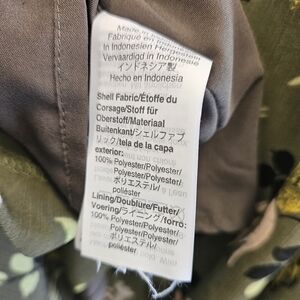 Made in Indonesia
Fabriqué en Indonésie
In Indonesien Hergestellt
Vervaardigd in Indonesië
インドネシア製
Hecho en Indonesia
Shell Fabric/Étoffe du
Corsage/Stoff für
Oberstoff/Materiaal
Buitenkant/シェルファブ
リック/tela de la capa
exterior:
100% Polyester/Polyester/
Polyester/Polyester/
ポリエステル/
poliéster
Lining/Doublure/Futter/
Voering/ライニング/forro:
100% Polyester/Polyester/
Polyester/Polyester/
ポリエステル/
poliéster